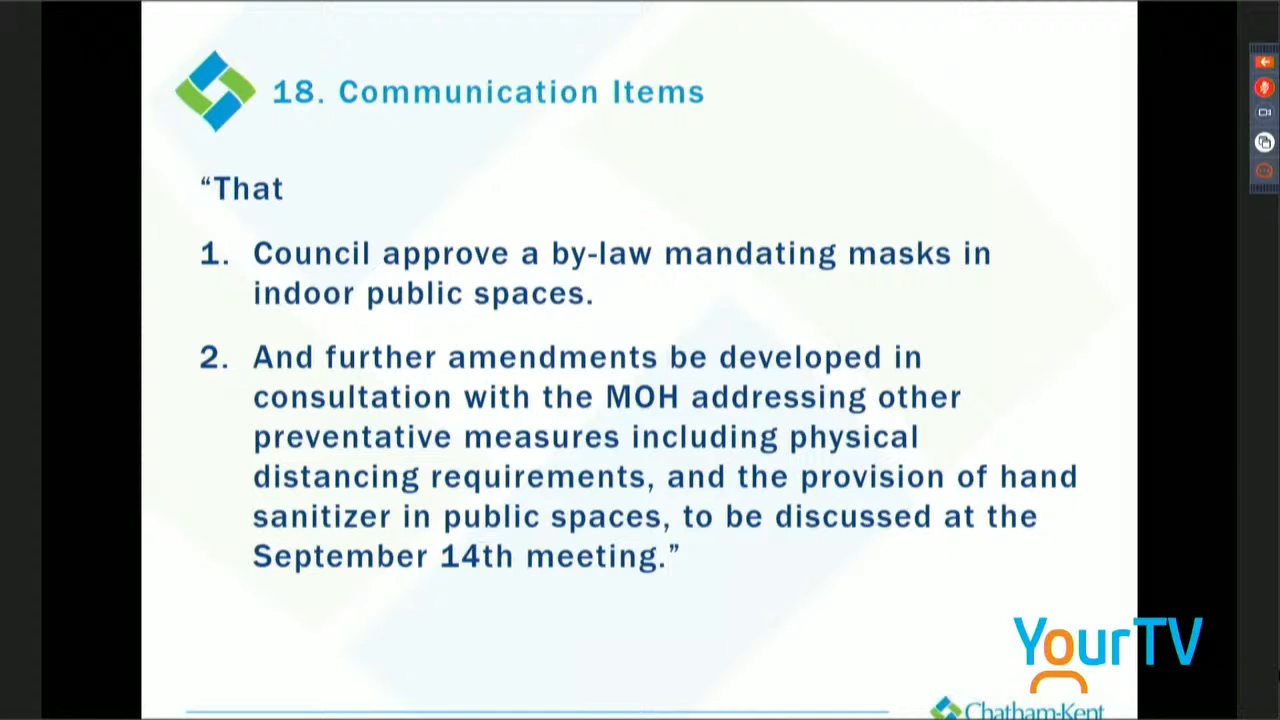 18. Communication Items
“That
1. Council approve a by-law mandating masks in
indoor public spaces.
2. And further amendments be developed in
consultation with the MOH addressing other
preventative measures including physical
distancing requirements, and the provision of hand
sanitizer in public spaces, to be discussed at the
September 14th meeting.”
YourTV
Chatham-Kent